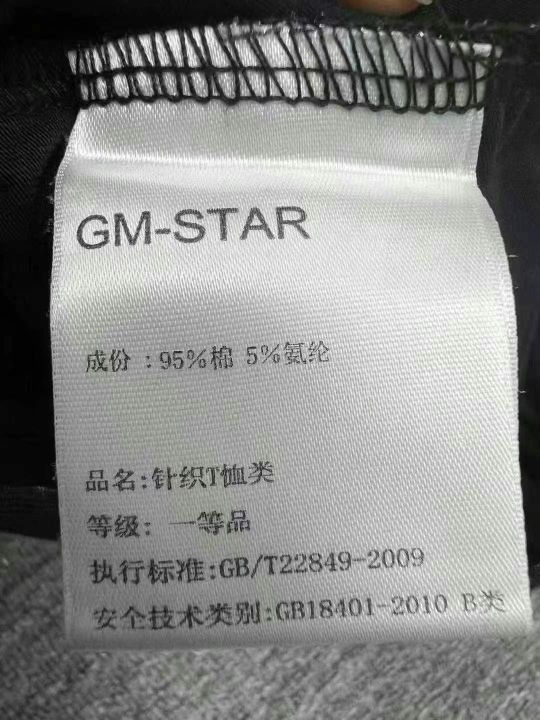 GM-STAR
成份：95%棉 5%氨纶
品名:针织T恤类
等级: 一等品
执行标准:GB/T22849-2009
安全技术类别:GB18401-2010 B类